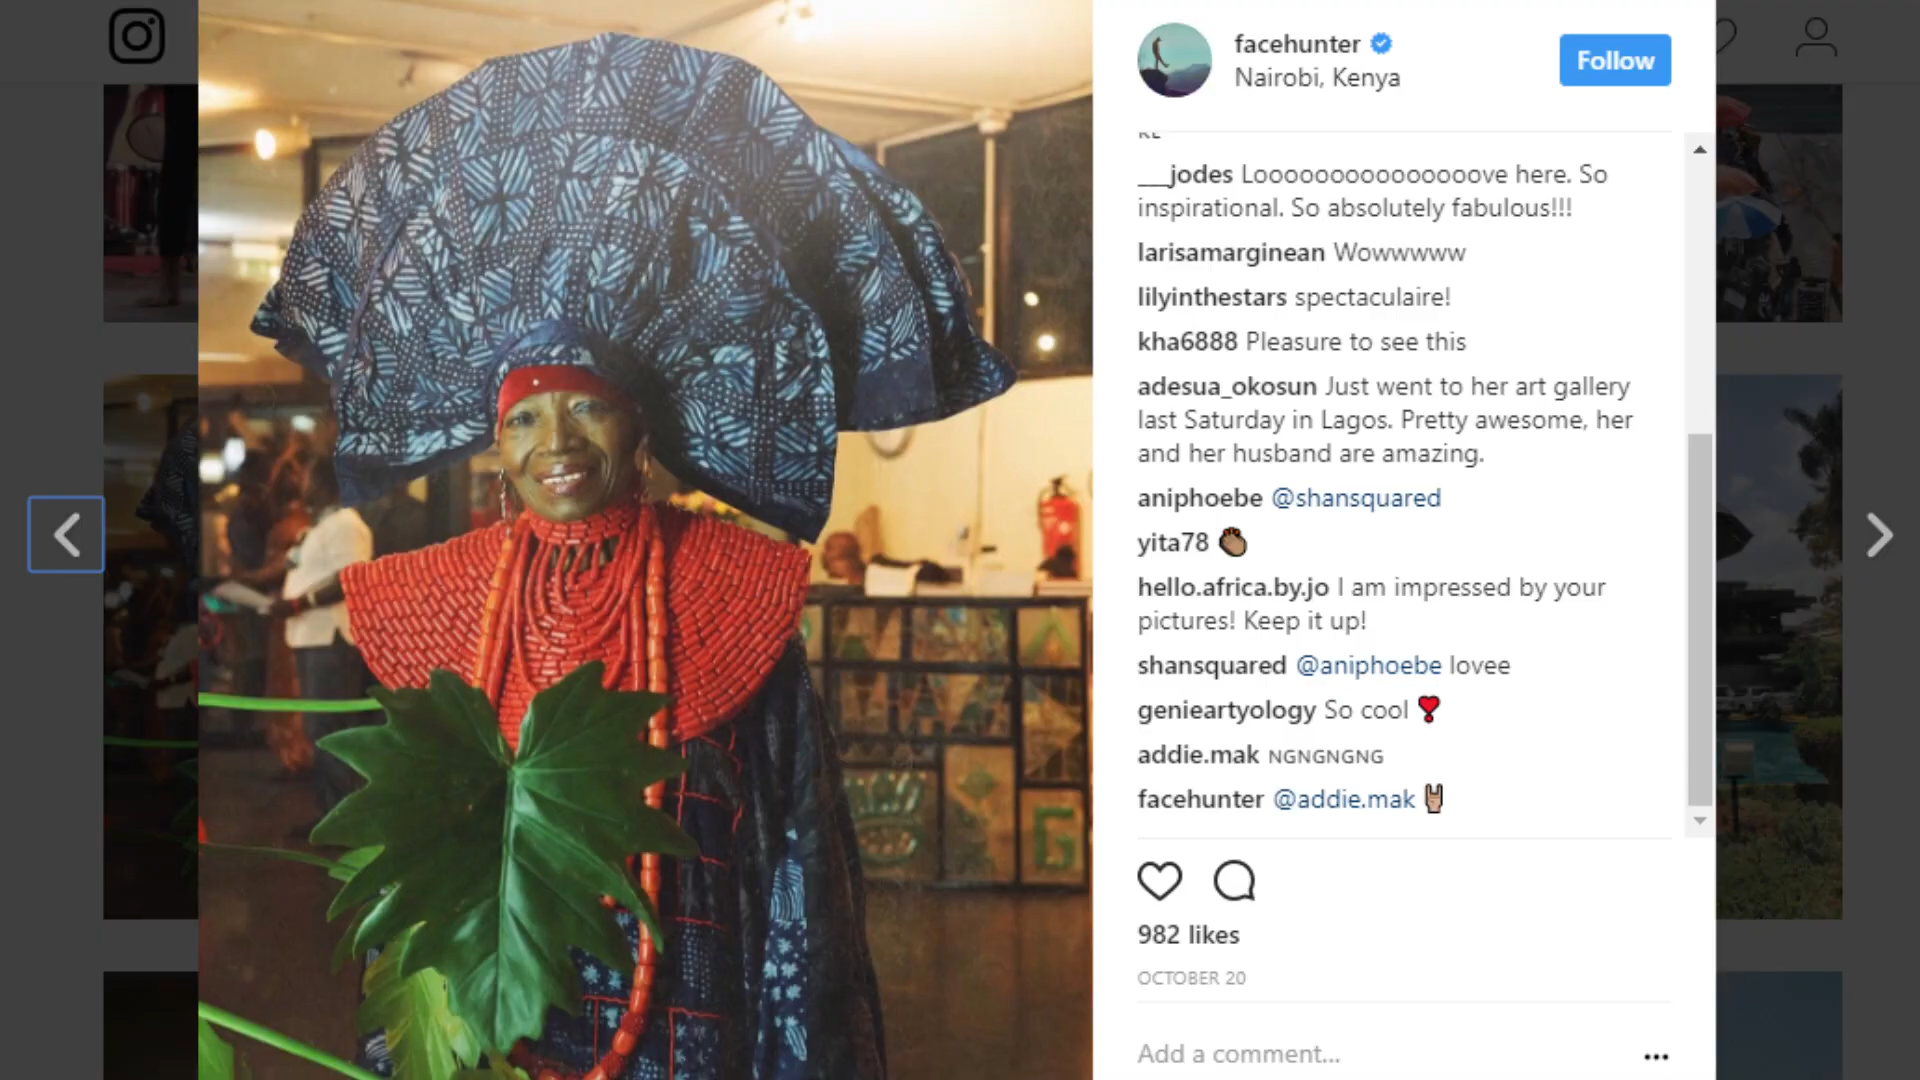 facehunter
Nairobi, Kenya
Follow
___jodes Looooooooooooooove here. So
inspirational. So absolutely fabulous!!!
larisamarginean Wowwwww
lilyinthestars spectaculaire!
kha6888 Pleasure to see this
adesua_okosun Just went to her art gallery
last Saturday in Lagos. Pretty awesome, her
and her husband are amazing.
aniphoebe @shansquared
yita78
hello.africa.by.jo I am impressed by your
pictures! Keep it up!
shansquared @aniphoebe lovee
genieartyology So cool
addie.mak NGNGNGNG
facehunter @addie.mak
982 likes
OCTOBER 20
Add a comment...
G